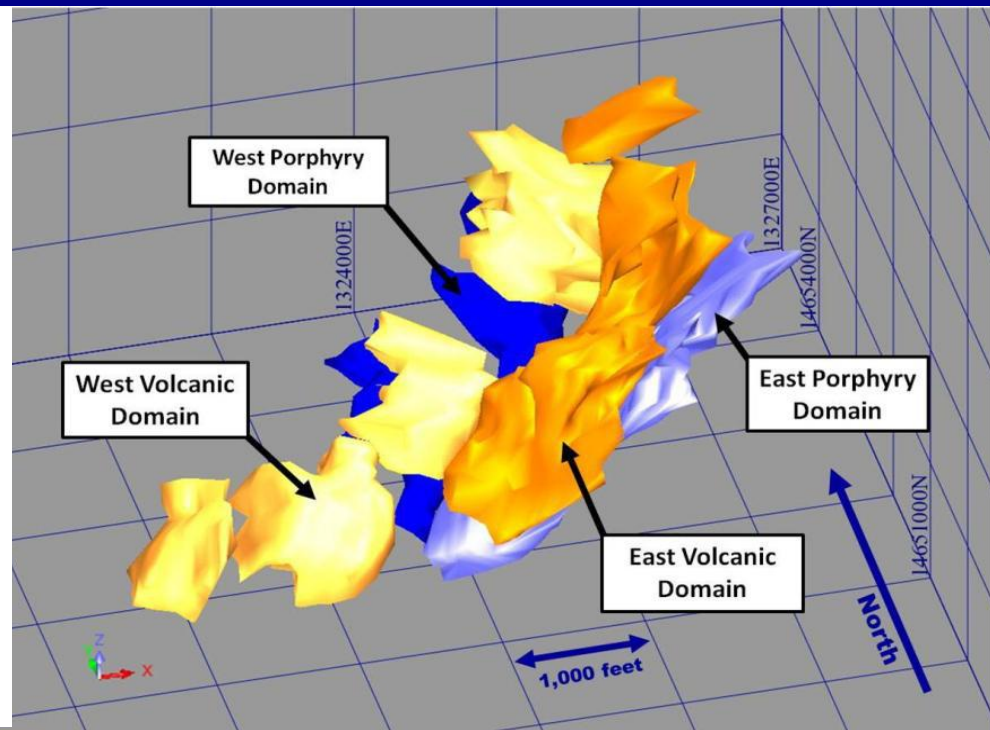 West Porphyry
Domain
1327000E
1324000E
14654000N
West Volcanic
Domain
East Porphyry
Domain
14651000N
East Volcanic
Domain
North
1,000 feet
Z
X